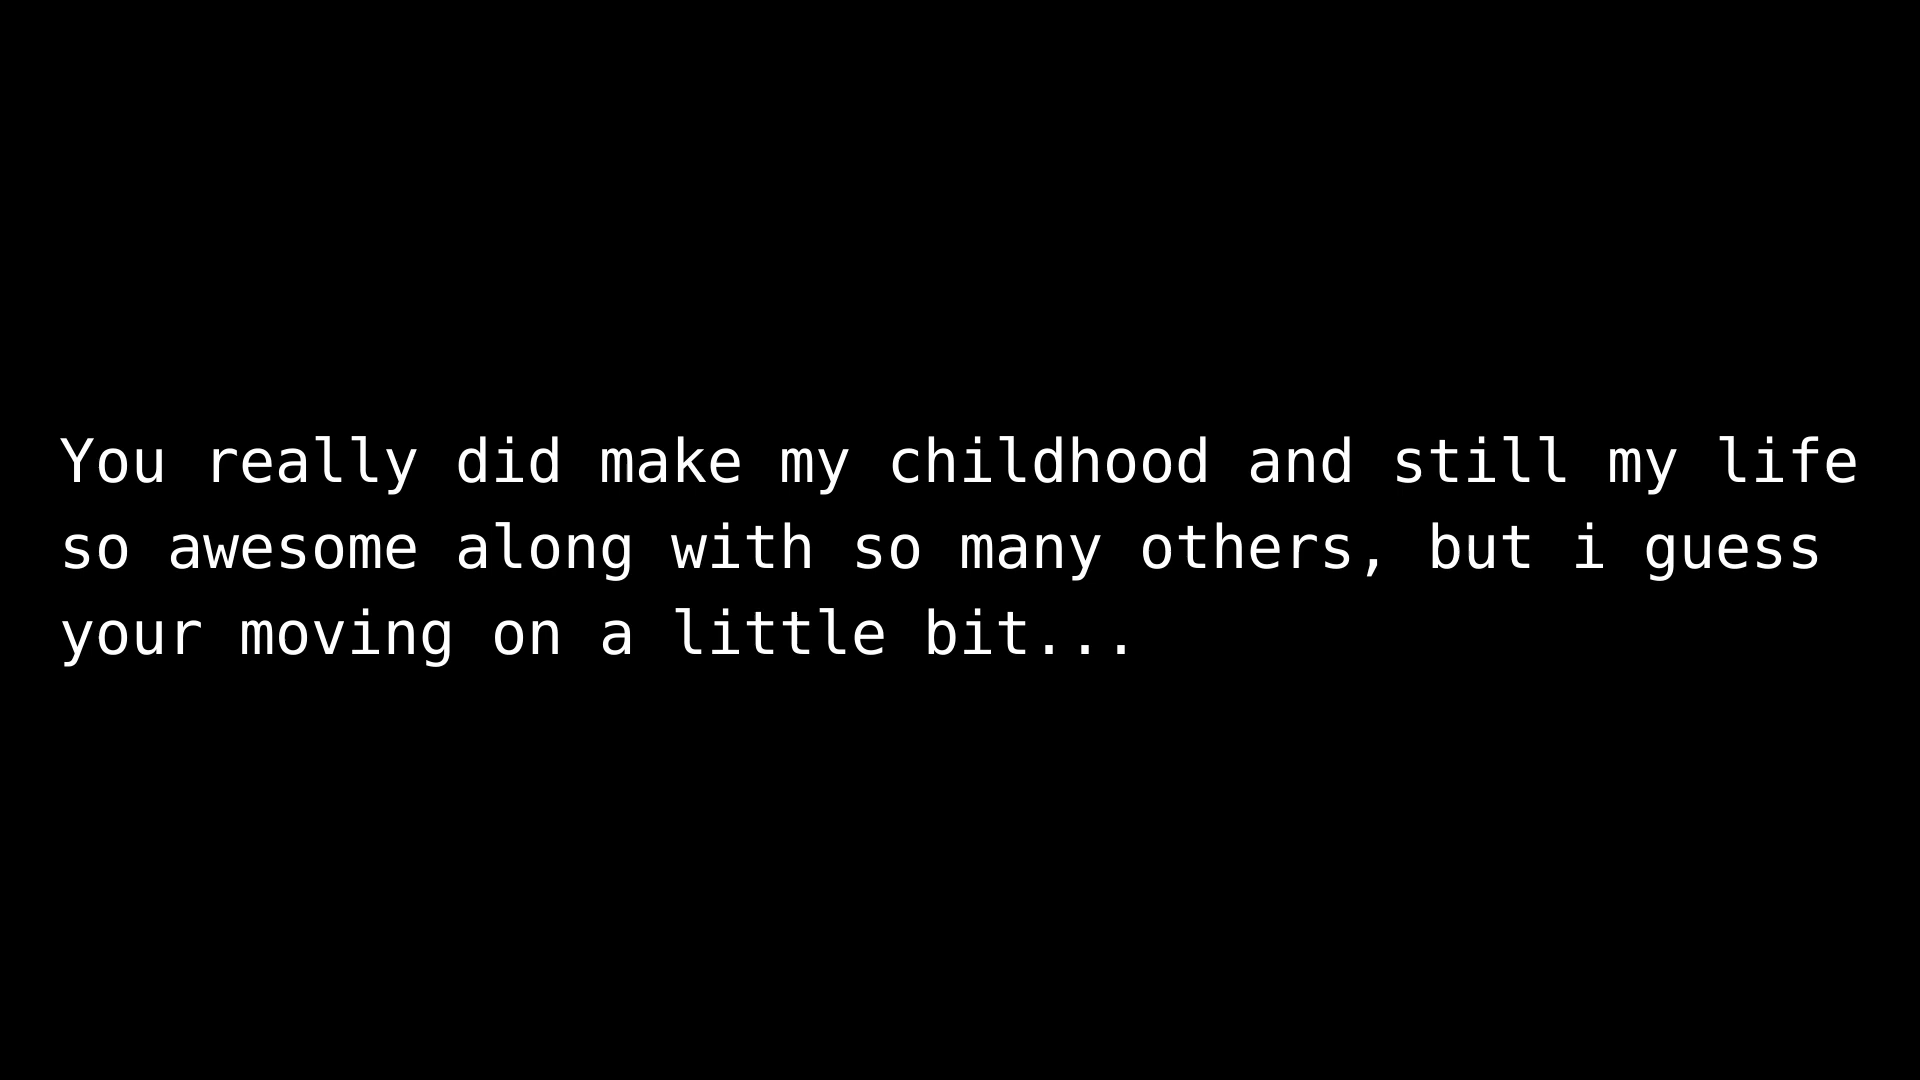 You really did make my childhood and still my life
so awesome along with so many others, but i guess
your moving on a little bit...